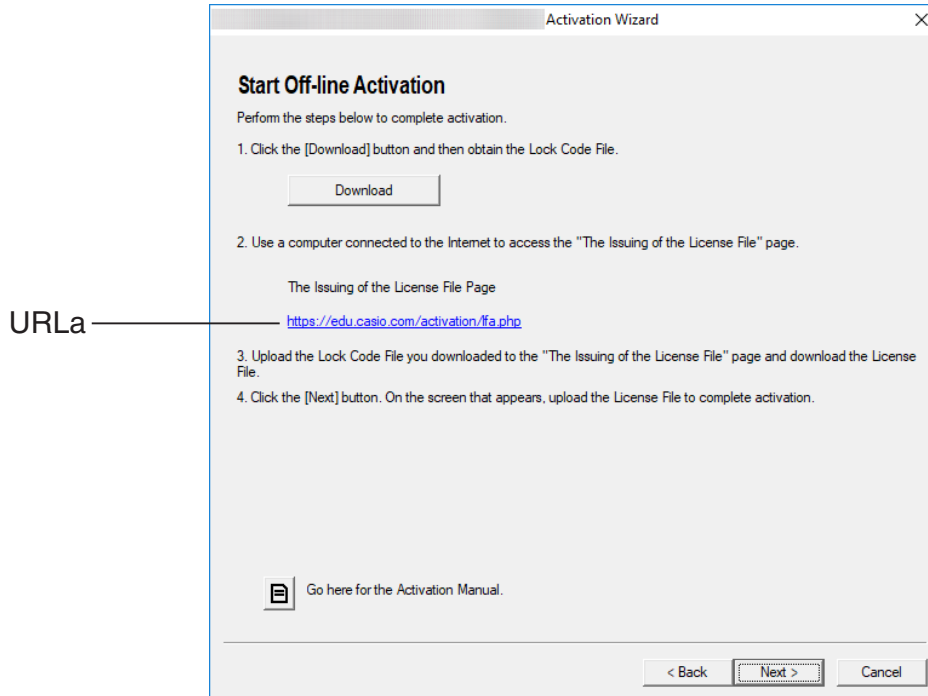 Activation Wizard
Start Off-line Activation
Perform the steps below to complete activation.
1. Click the [Download] button and then obtain the Lock Code File.
Download
2. Use a computer connected to the Internet to access the "The Issuing of the License File" page.
The Issuing of the License File Page
URLa
https://edu.casio.com/activation/lfa.php
3. Upload the Lock Code File you downloaded to the "The Issuing of the License File" page and download the License
File.
4. Click the [Next] button. On the screen that appears, upload the License File to complete activation.
Go here for the Activation Manual.
< Back Next > Cancel